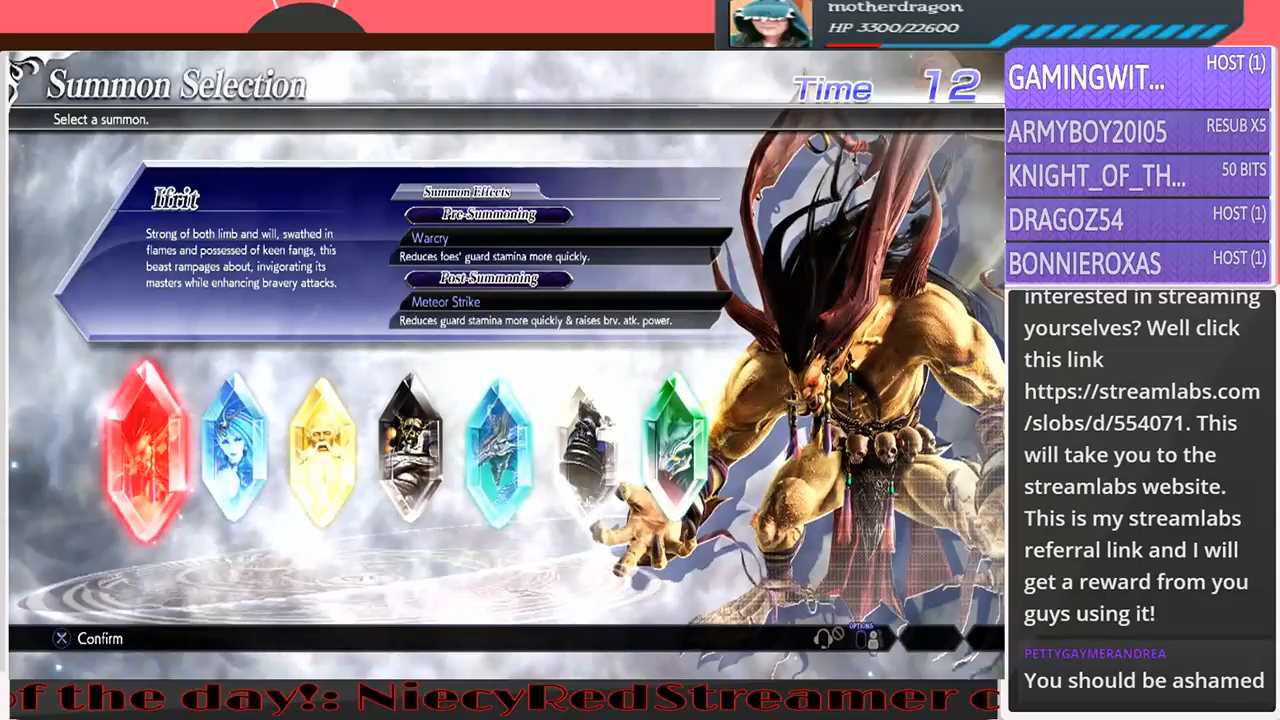 motherdragon
HP 3300/22600
Summon Selection
Time 12
Select a summon.
Ifrit
Strong of both limb and will, swathed in
flames and possessed of keen fangs, this
beast rampages about, invigorating its
masters while enhancing bravery attacks.
Summon Effects
Pre-Summoning
Warcry
Reduces foes' guard stamina more quickly.
Post-Summoning
Meteor Strike
Reduces guard stamina more quickly & raises brv. atk. power.
Confirm
OPTIONS
of the day!: NiecyRedStreamer
GAMINGWIT... HOST (1)
ARMYBOY20105 RESUB X5
KNIGHT_OF_TH... 50 BITS
DRAGOZ54 HOST (1)
BONNIEROXAS HOST (1)
interested in streaming
yourselves? Well click
this link
https://streamlabs.com
/slobs/d/554071. This
will take you to the
streamlabs website.
This is my streamlabs
referral link and I will
get a reward from you
guys using it!
PETTYGAYMERANDREA
You should be ashamed